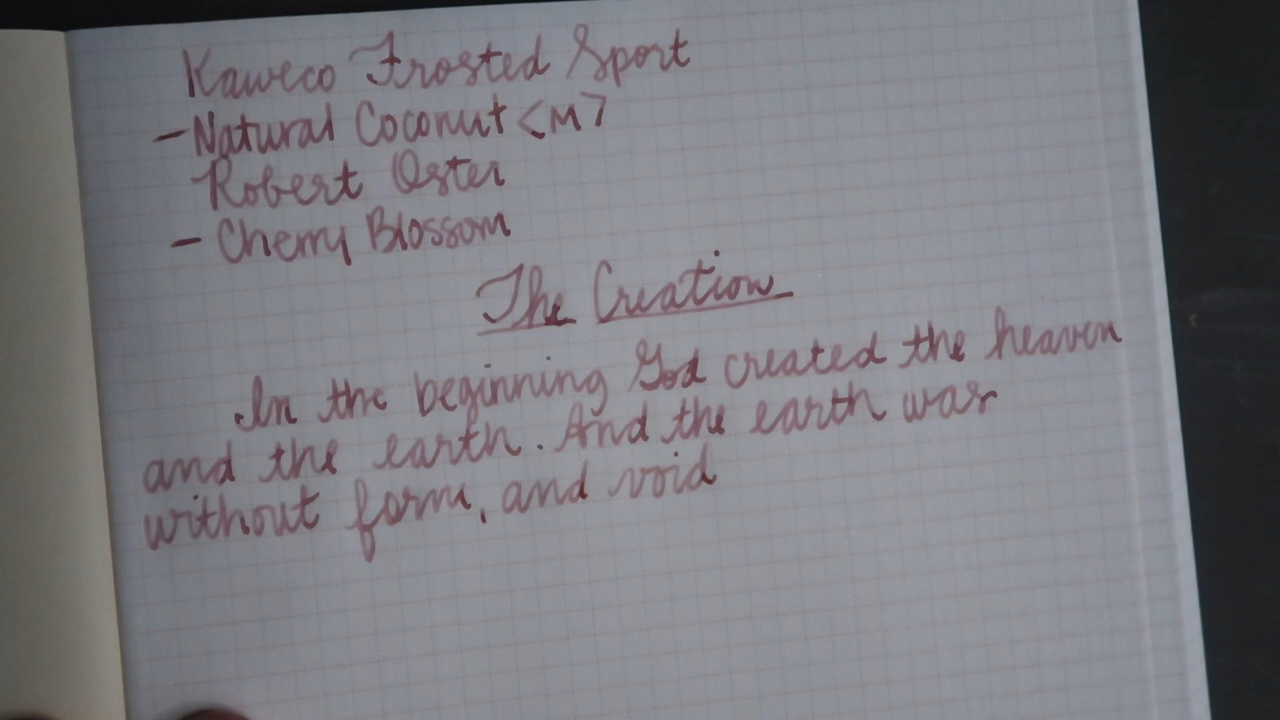 Kaweco Frosted Sport
- Natural Coconut <M>
Robert Oster
- Cherry Blossom
The Creation
In the beginning God created the heaven
and the earth. And the earth was
without form, and void